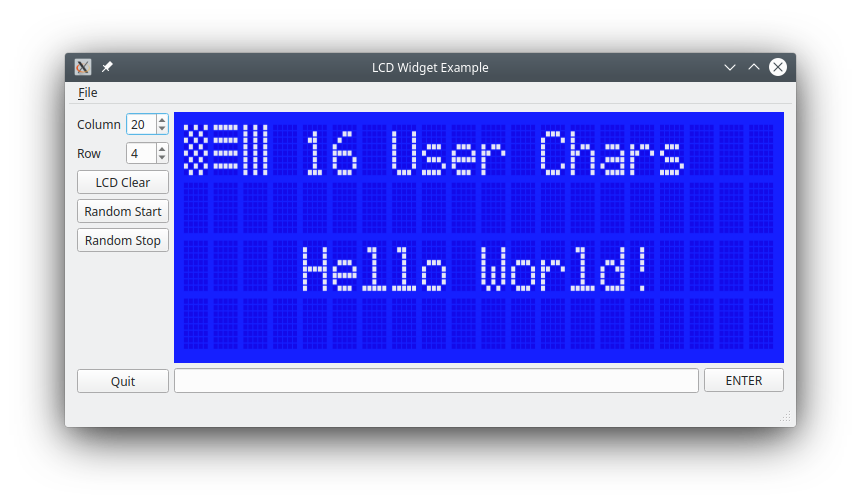 LCD Widget Example
File
Column 20
Row 4
LCD Clear
Random Start
Random Stop
16 User Chars
Hello World!
Quit
ENTER